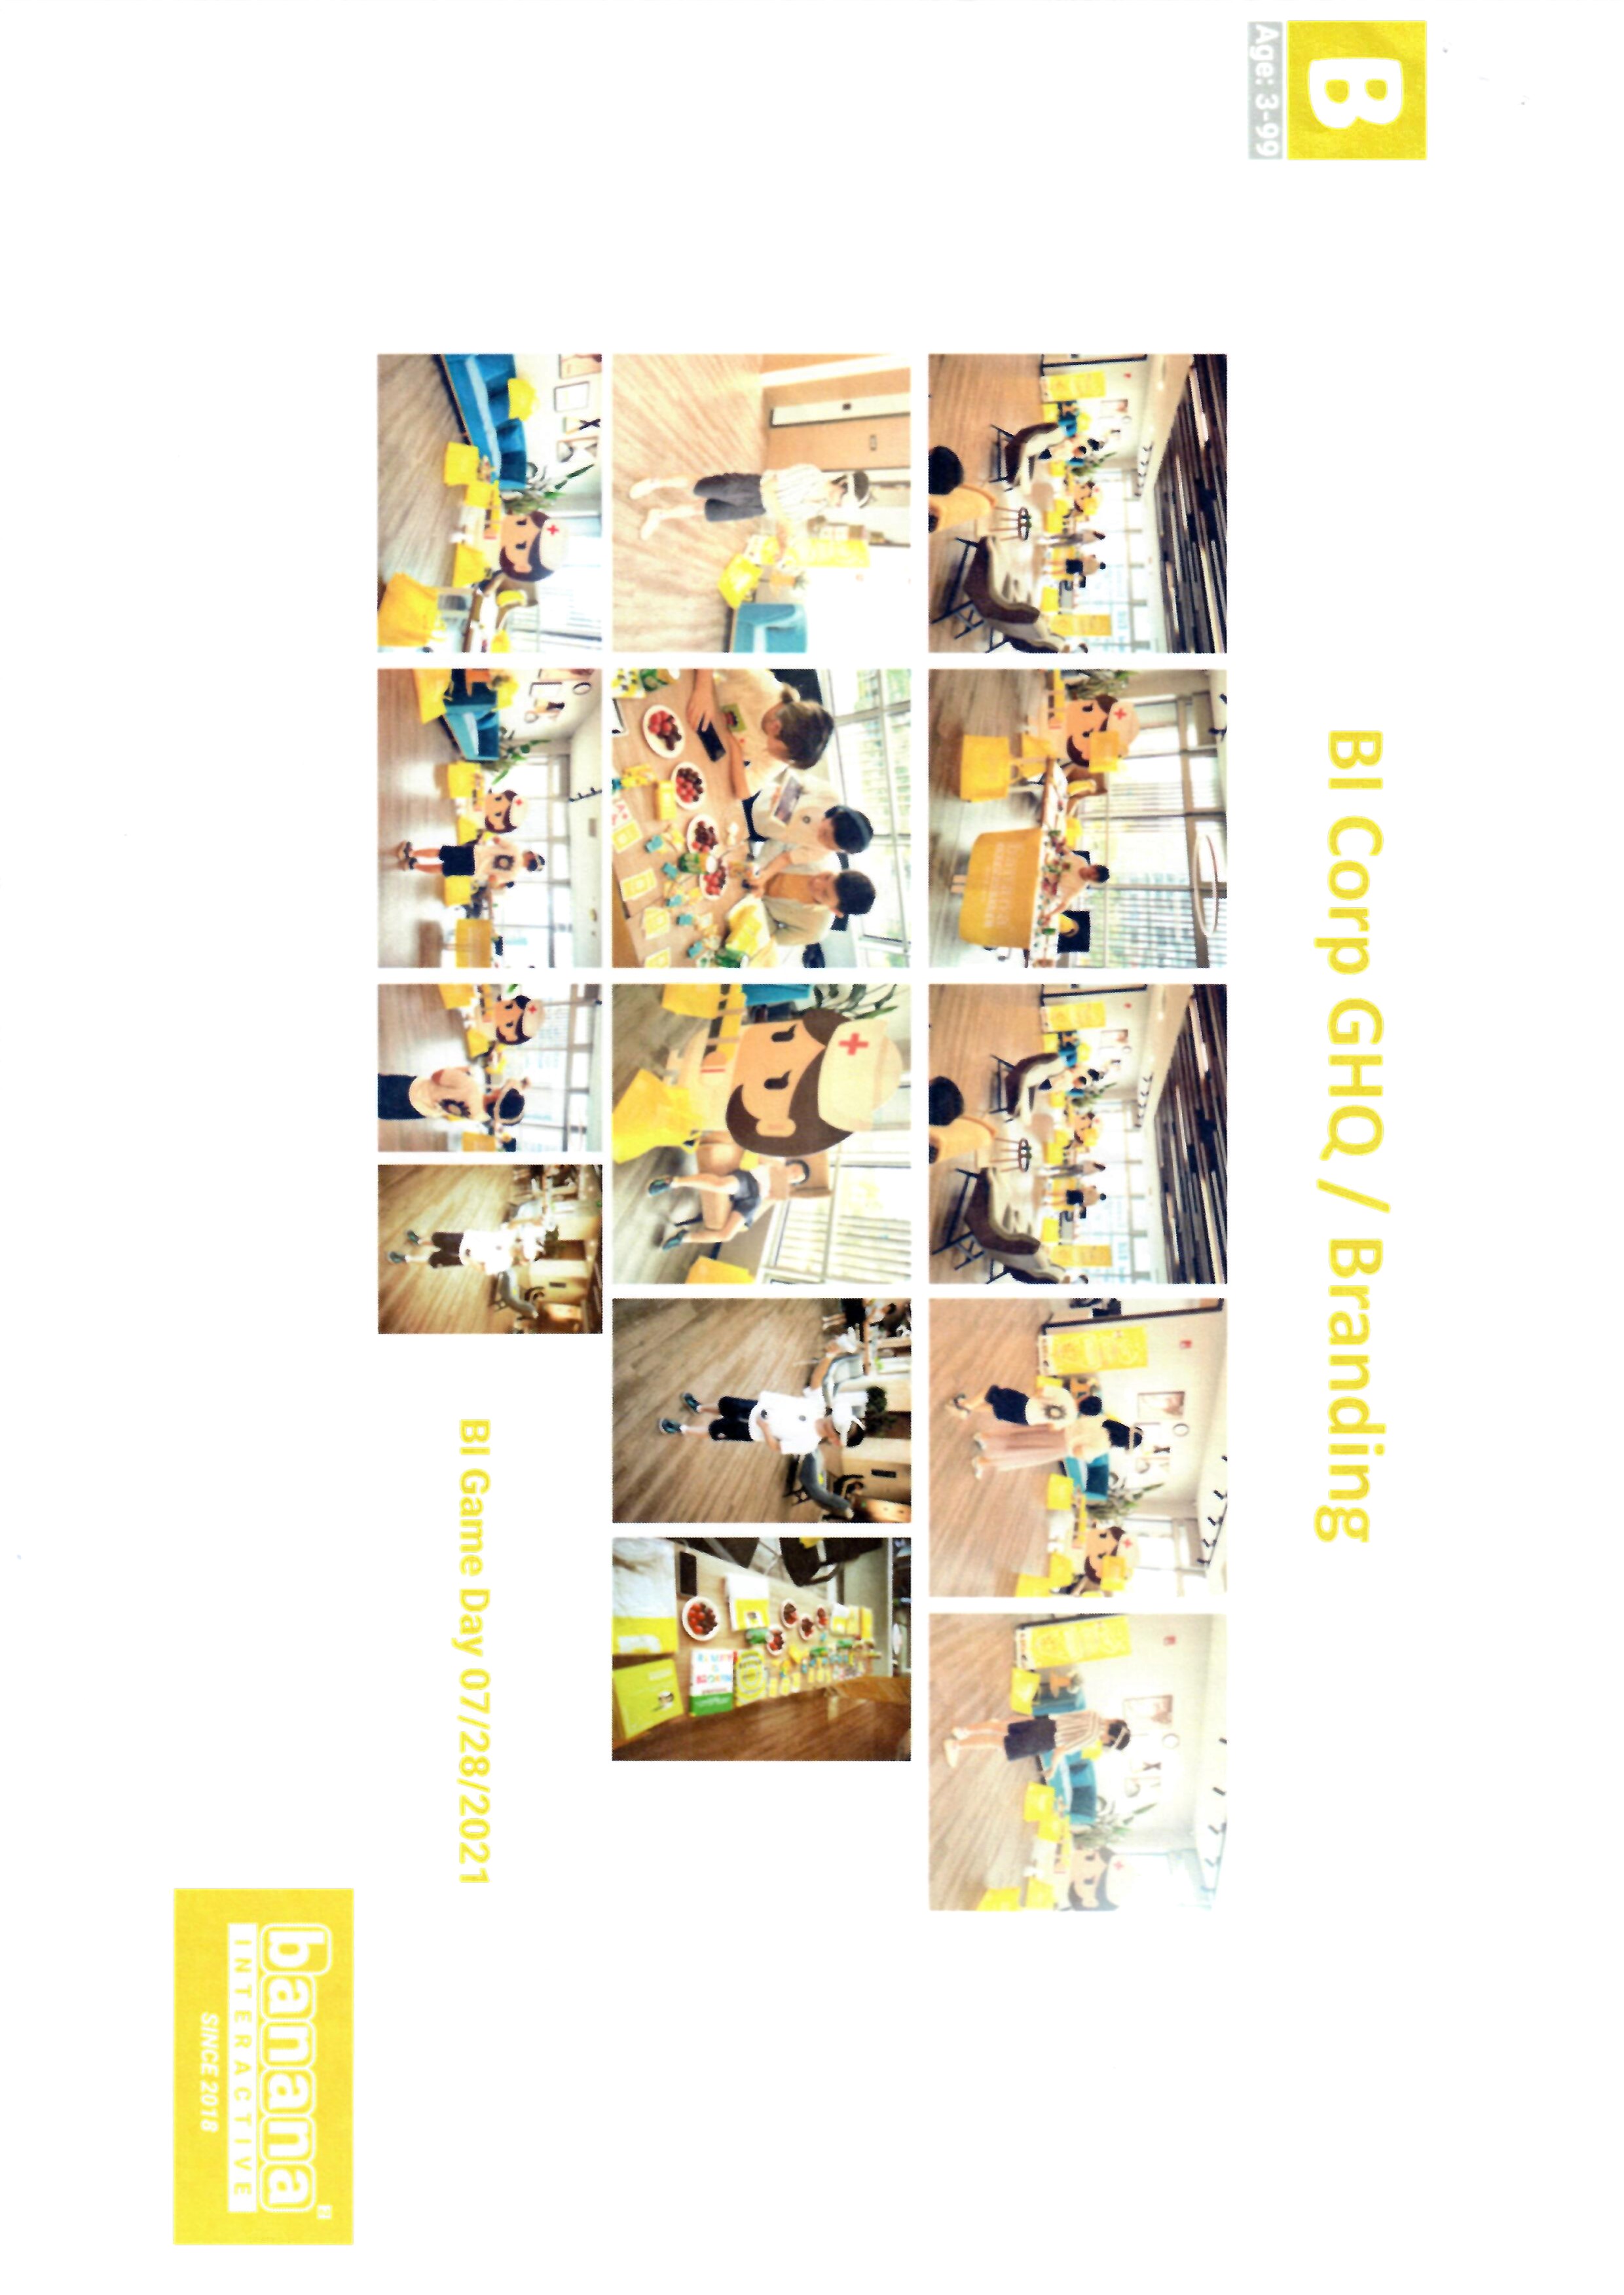 B
Age: 3-99
BI Corp GHQ / Branding
BI Game Day 07/28/2021
banana
INTERACTIVE
SINCE 2018